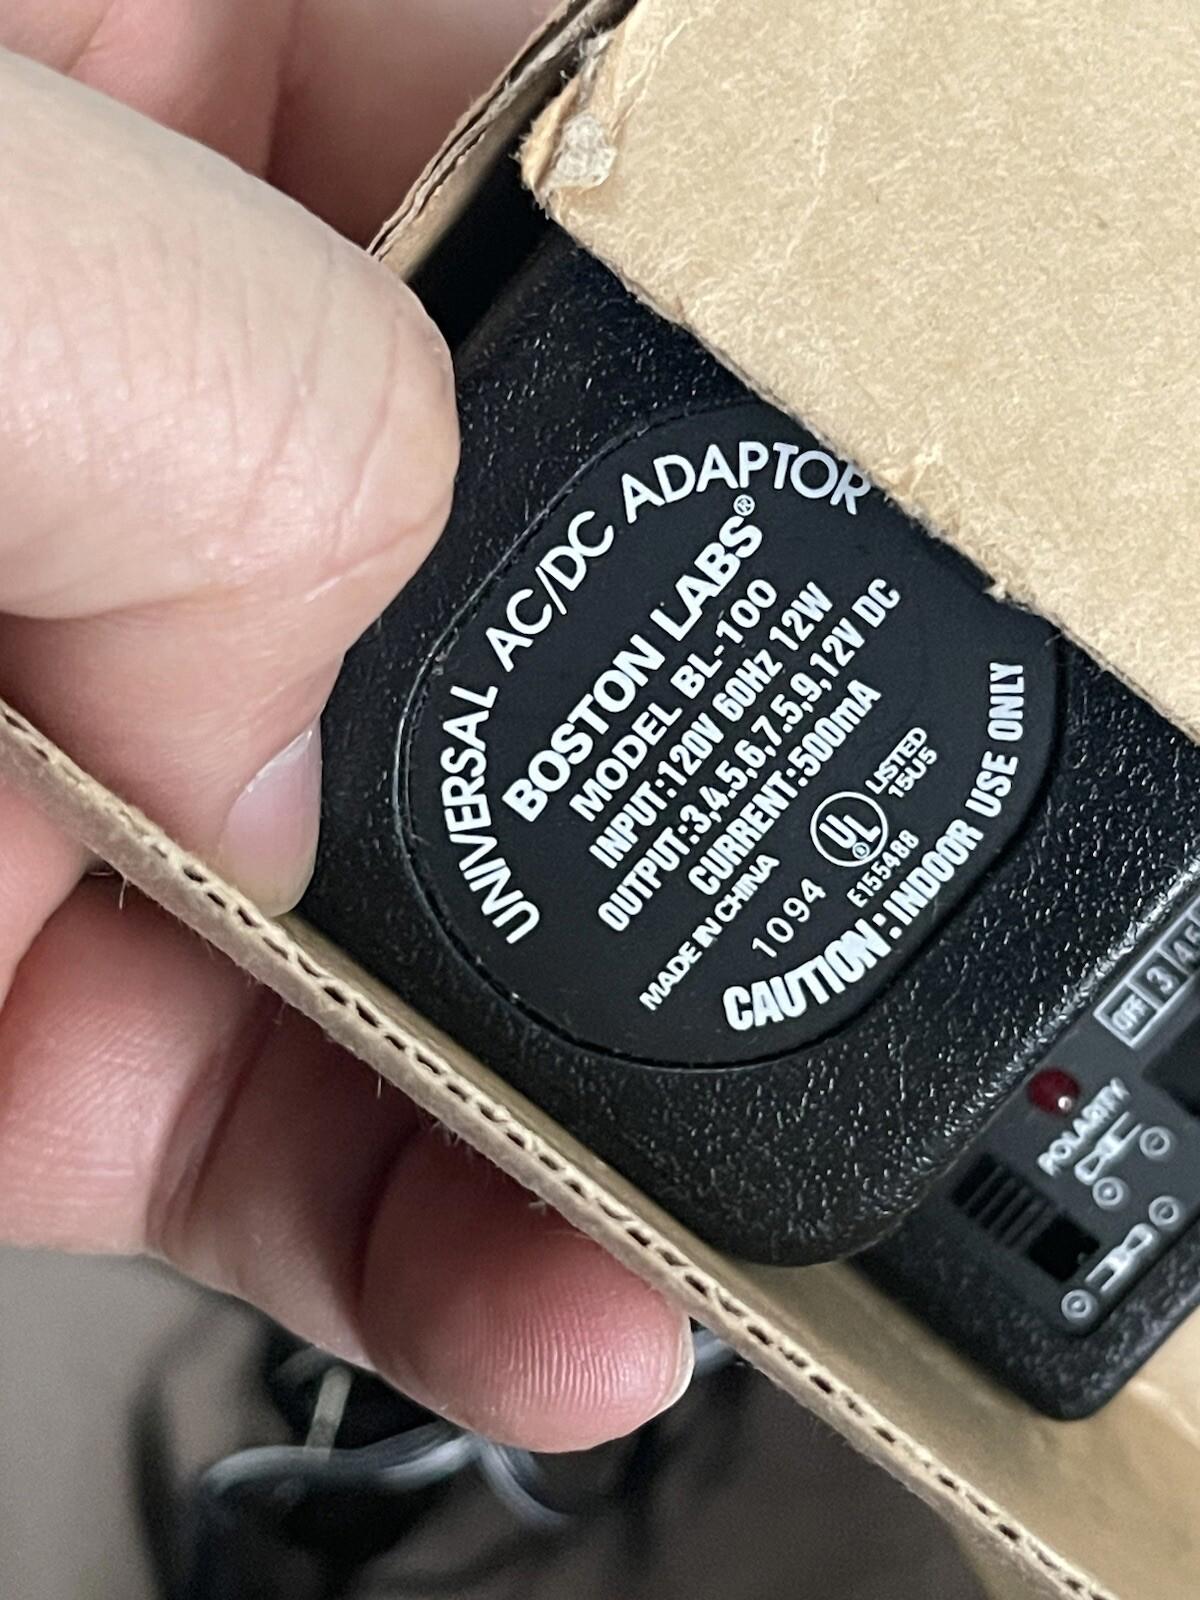 UNIVERSAL AC/DC ADAPTOR
BOSTON LABS®
MODEL BL-100
INPUT:120V 60Hz 12W
OUTPUT:3,4.5,6,7.5,9,12V DC
CURRENT:500mA
MADE IN CHINA
1094
UL®
LISTED
15U5
E155488
CAUTION: INDOOR USE ONLY
OFF 3
POLARITY